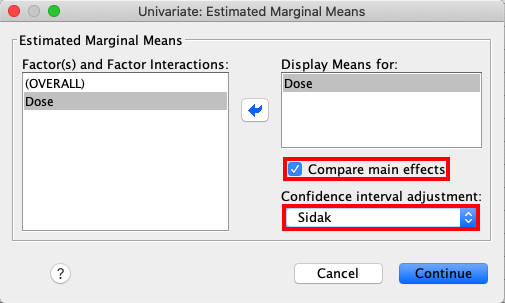 Univariate: Estimated Marginal Means
Estimated Marginal Means
Factor(s) and Factor Interactions:
(OVERALL)
Dose
Display Means for:
Dose
Compare main effects
Confidence interval adjustment:
Sidak
?
Cancel
Continue